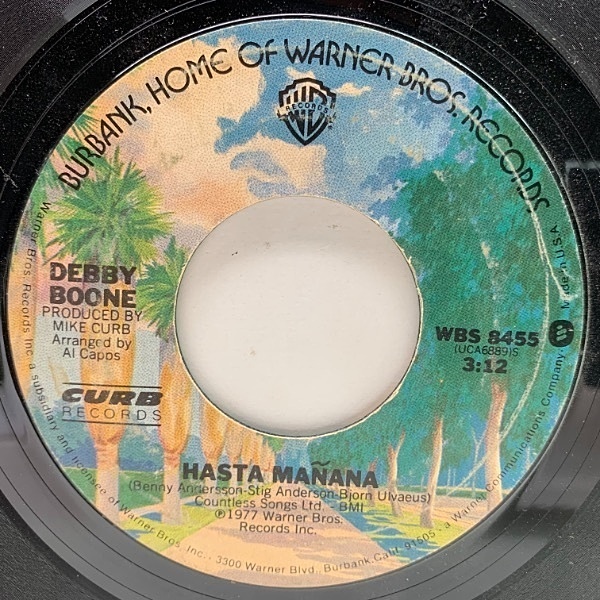 BURBANK, HOME OF WARNER BROS. RECORDS
W RECORDS
DEBBY
BOONE
PRODUCED BY
MIKE CURB
Arranged by
Al Capps
CURB
RECORDS
WBS 8455
(UCA6889)S
3:12
Made in U.S.A.
HASTA MAÑANA
(Benny Andersson-Stig Anderson-Bjorn Ulvaeus)
Countless Songs Ltd. - BMI
℗1977 Warner Bros.
Records Inc.
Warner Bros. Records Inc. a subsidiary and licensee of Warner Bros. Inc. · 3300 Warner Blvd., Burbank, Calif. 91505 · a Warner Communications Company